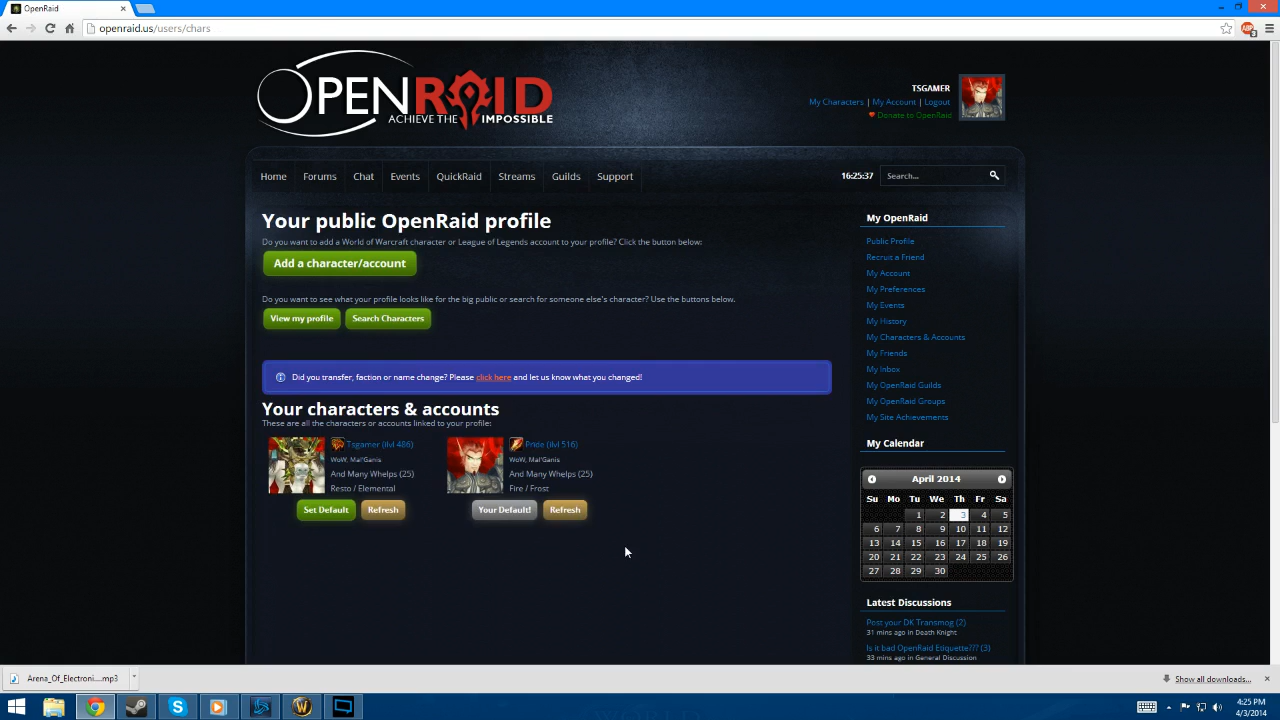 OpenRaid
openraid.us/users/chars
OPENRAID
ACHIEVE THE IMPOSSIBLE
TSGAMER
My Characters | My Account | Logout
Donate to OpenRaid
Home Forums Chat Events QuickRaid Streams Guilds Support
16:25:37
Search...
Your public OpenRaid profile
Do you want to add a World of Warcraft character or League of Legends account to your profile? Click the button below:
Add a character/account
Do you want to see what your profile looks like for the big public or search for someone else's character? Use the buttons below.
View my profile Search Characters
Did you transfer, faction or name change? Please click here and let us know what you changed!
Your characters & accounts
These are all the characters or accounts linked to your profile:
Tsgamer (ilvl 486)
WoW, Mal'Ganis
And Many Whelps (25)
Resto / Elemental
Set Default Refresh
Pride (ilvl 516)
WoW, Mal'Ganis
And Many Whelps (25)
Fire / Frost
Your Default! Refresh
My OpenRaid
Public Profile
Recruit a Friend
My Account
My Preferences
My Events
My History
My Characters & Accounts
My Friends
My Inbox
My OpenRaid Guilds
My OpenRaid Groups
My Site Achievements
My Calendar
April 2014
Su Mo Tu We Th Fr Sa
1 2 3 4 5
6 7 8 9 10 11 12
13 14 15 16 17 18 19
20 21 22 23 24 25 26
27 28 29 30
Latest Discussions
Post your DK Transmog (2)
31 mins ago in Death Knight
Is it bad OpenRaid Etiquette??? (3)
33 mins ago in General Discussion
Arena_Of_Electroni....mp3
Show all downloads...
4:25 PM
4/3/2014